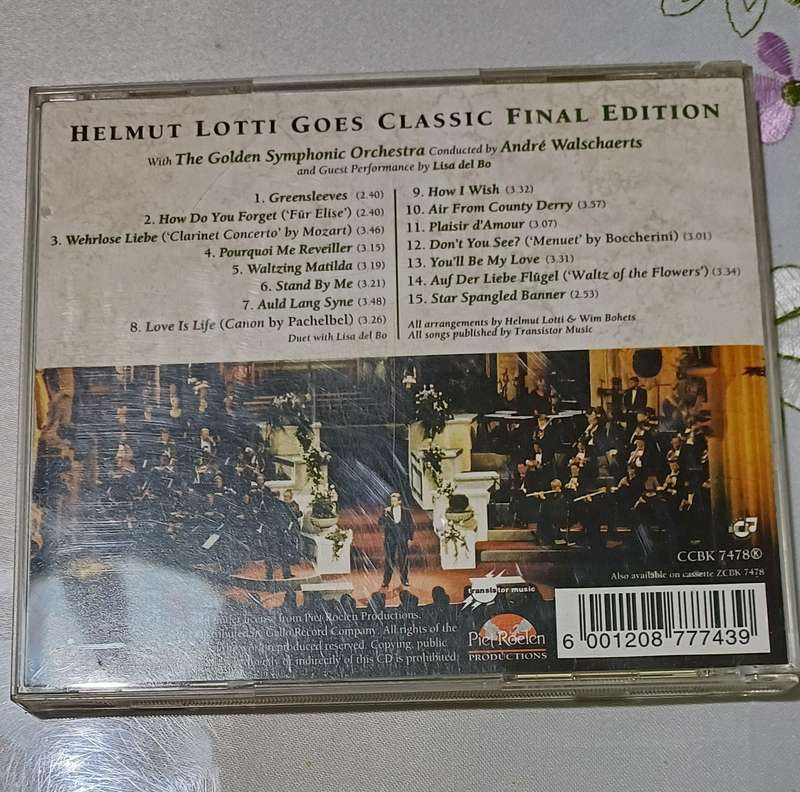 HELMUT LOTTI GOES CLASSIC FINAL EDITION
With The Golden Symphonic Orchestra Conducted by André Walschaerts
and Guest Performance by Lisa del Bo
1. Greensleeves (2.40)
2. How Do You Forget ('Für Elise') (2.40)
3. Wehrlose Liebe ('Clarinet Concerto' by Mozart) (3.46)
4. Pourquoi Me Reveiller (3.15)
5. Waltzing Matilda (3.19)
6. Stand By Me (3.21)
7. Auld Lang Syne (3.48)
8. Love Is Life (Canon by Pachelbel) (3.26)
Duet with Lisa del Bo
9. How I Wish (3.32)
10. Air From County Derry (3.57)
11. Plaisir d'Amour (3.07)
12. Don't You See? ('Menuet' by Boccherini) (3.01)
13. You'll Be My Love (3.31)
14. Auf Der Liebe Flügel ('Waltz of the Flowers') (3.34)
15. Star Spangled Banner (2.53)
All arrangements by Helmut Lotti & Wim Bohets
All songs published by Transistor Music
CCBK 7478®
Also available on cassette ZCBK 7478
transistor music
Piet Roelen
PRODUCTIONS
from Piet Roelen Productions.
Gallo Record Company. All rights of the
reproduced reserved. Copying, public
or indirectly of this CD is prohibited
6 001208 777439